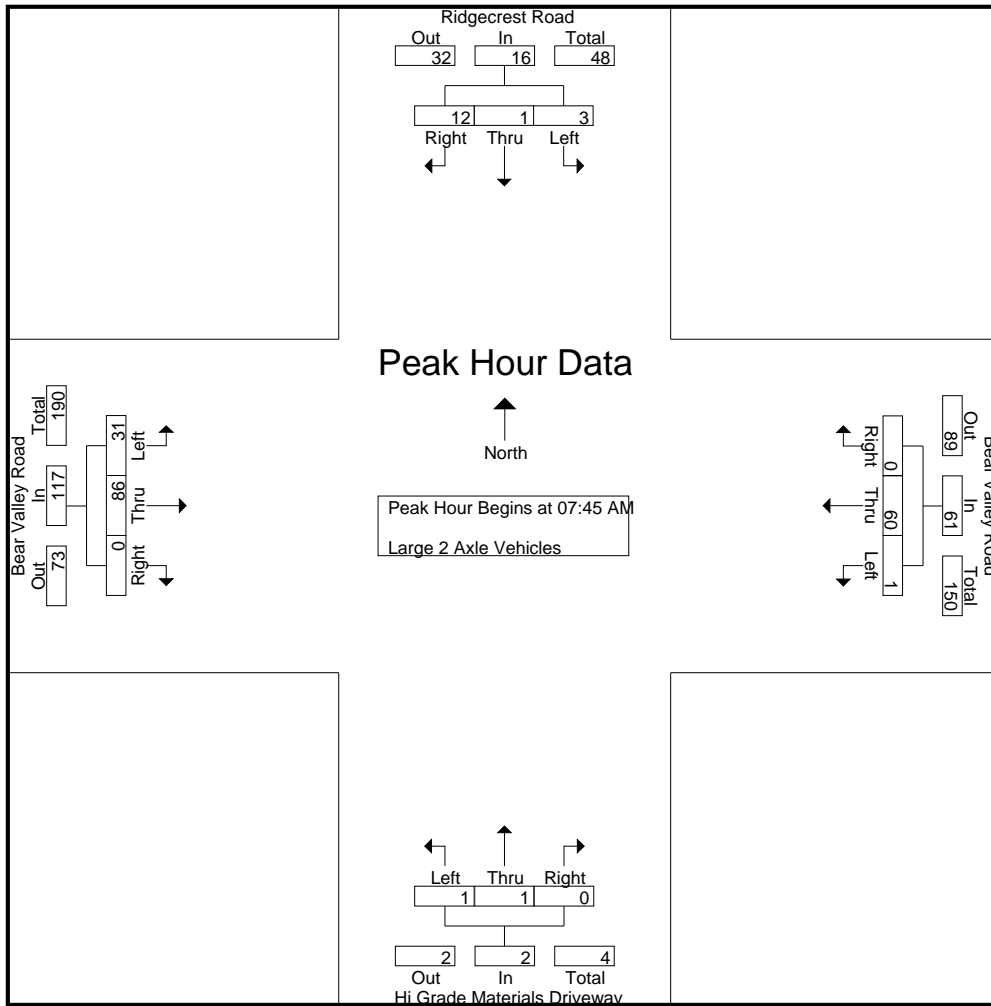 Ridgecrest Road
Out In Total
32 16 48
12 1 3
Right Thru Left
Peak Hour Data
North
Peak Hour Begins at 07:45 AM
Large 2 Axle Vehicles
Bear Valley Road
Total In Out
190 117 73
31 86 0
Left Thru Right
Bear Valley Road
Out In Total
89 61 150
0 60 1
Right Thru Left
Left Thru Right
1 1 0
2 2 4
Out In Total
Hi Grade Materials Driveway